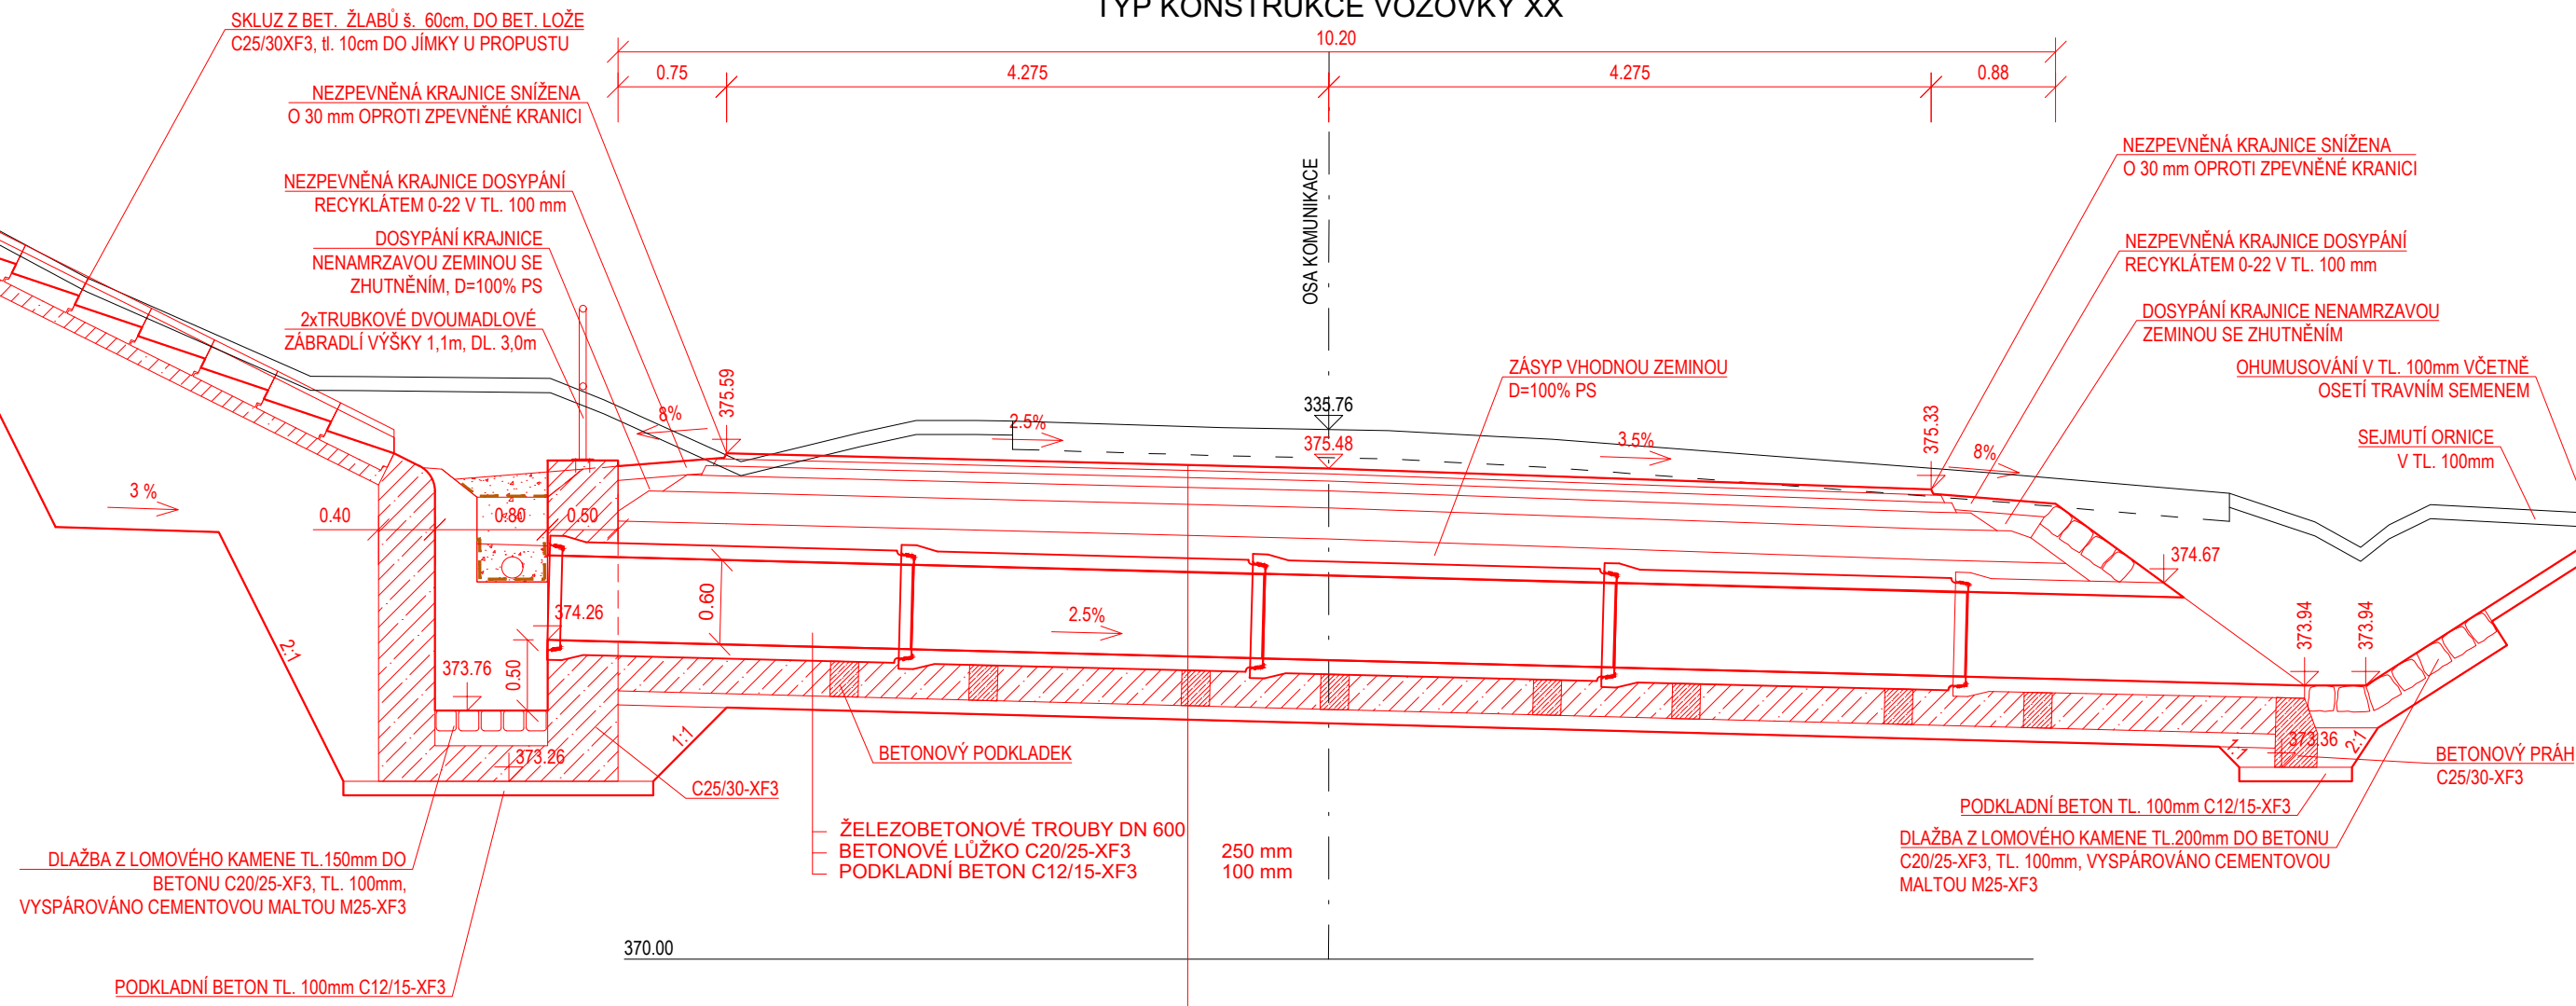 TYP KONSTRUKCE VOZOVKY XX
SKLUZ Z BET. ŽLABŮ š. 60cm, DO BET. LOŽE
C25/30XF3, tl. 10cm DO JÍMKY U PROPUSTU
10.20
0.75
4.275
4.275
0.88
NEZPEVNĚNÁ KRAJNICE SNÍŽENA
O 30 mm OPROTI ZPEVNĚNÉ KRANICI
NEZPEVNĚNÁ KRAJNICE DOSYPÁNÍ
RECYKLÁTEM 0-22 V TL. 100 mm
DOSYPÁNÍ KRAJNICE
NENAMRZAVOU ZEMINOU SE
ZHUTNĚNÍM, D=100% PS
2xTRUBKOVÉ DVOUMADLOVÉ
ZÁBRADLÍ VÝŠKY 1,1m, DL. 3,0m
OSA KOMUNIKACE
NEZPEVNĚNÁ KRAJNICE SNÍŽENA
O 30 mm OPROTI ZPEVNĚNÉ KRANICI
NEZPEVNĚNÁ KRAJNICE DOSYPÁNÍ
RECYKLÁTEM 0-22 V TL. 100 mm
DOSYPÁNÍ KRAJNICE NENAMRZAVOU
ZEMINOU SE ZHUTNĚNÍM
OHUMUSOVÁNÍ V TL. 100mm VČETNĚ
OSETÍ TRAVNÍM SEMENEM
SEJMUTÍ ORNICE
V TL. 100mm
ZÁSYP VHODNOU ZEMINOU
D=100% PS
375.59
8%
2.5%
335.76
375.48
3.5%
375.33
8%
3 %
0.40
0.80
0.50
374.67
374.26
0.60
2.5%
373.94
373.94
2:1
373.76
0.50
373.26
1:1
1:1
373.36
2:1
BETONOVÝ PODKLADEK
C25/30-XF3
BETONOVÝ PRÁH
C25/30-XF3
PODKLADNÍ BETON TL. 100mm C12/15-XF3
ŽELEZOBETONOVÉ TROUBY DN 600
BETONOVÉ LŮŽKO C20/25-XF3 250 mm
PODKLADNÍ BETON C12/15-XF3 100 mm
DLAŽBA Z LOMOVÉHO KAMENE TL.200mm DO BETONU
C20/25-XF3, TL. 100mm, VYSPÁROVÁNO CEMENTOVOU
MALTOU M25-XF3
DLAŽBA Z LOMOVÉHO KAMENE TL.150mm DO
BETONU C20/25-XF3, TL. 100mm,
VYSPÁROVÁNO CEMENTOVOU MALTOU M25-XF3
370.00
PODKLADNÍ BETON TL. 100mm C12/15-XF3